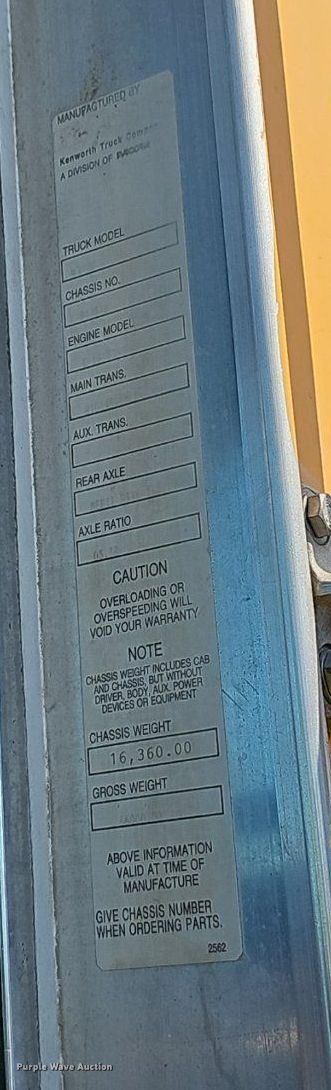 MANUFACTURED BY
Kenworth Truck Company
A DIVISION OF PACCAR
TRUCK MODEL
CHASSIS NO.
ENGINE MODEL
MAIN TRANS.
AUX. TRANS.
REAR AXLE
AXLE RATIO
CAUTION
OVERLOADING OR
OVERSPEEDING WILL
VOID YOUR WARRANTY
NOTE
CHASSIS WEIGHT INCLUDES CAB
AND CHASSIS, BUT WITHOUT
DRIVER, BODY, AUX. POWER
DEVICES OR EQUIPMENT
CHASSIS WEIGHT
16,360.00
GROSS WEIGHT
ABOVE INFORMATION
VALID AT TIME OF
MANUFACTURE
GIVE CHASSIS NUMBER
WHEN ORDERING PARTS.
2562
Purple Wave Auction